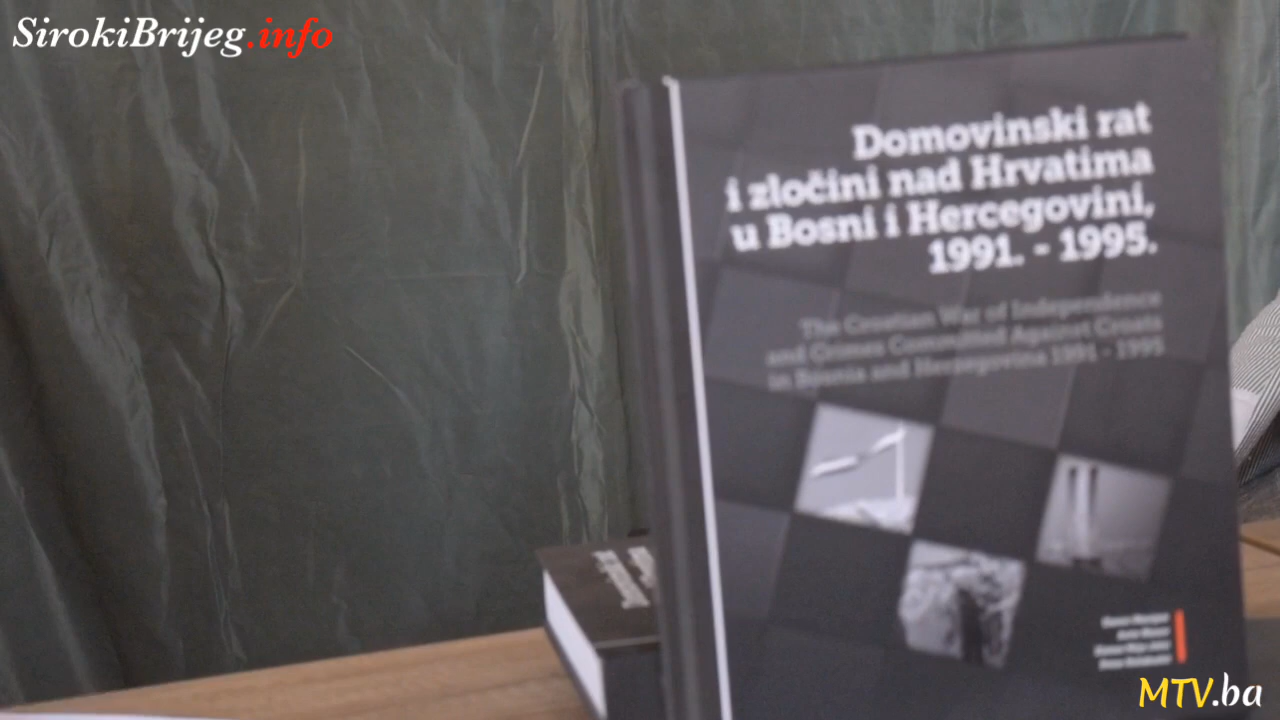 SirokiBrijeg.info
Domovinski rat
i zločini nad Hrvatima
u Bosni i Hercegovini,
1991. - 1995.
The Croatian War of Independence
and Crimes Committed Against Croats
in Bosnia and Herzegovina 1991 - 1995
MTV.ba